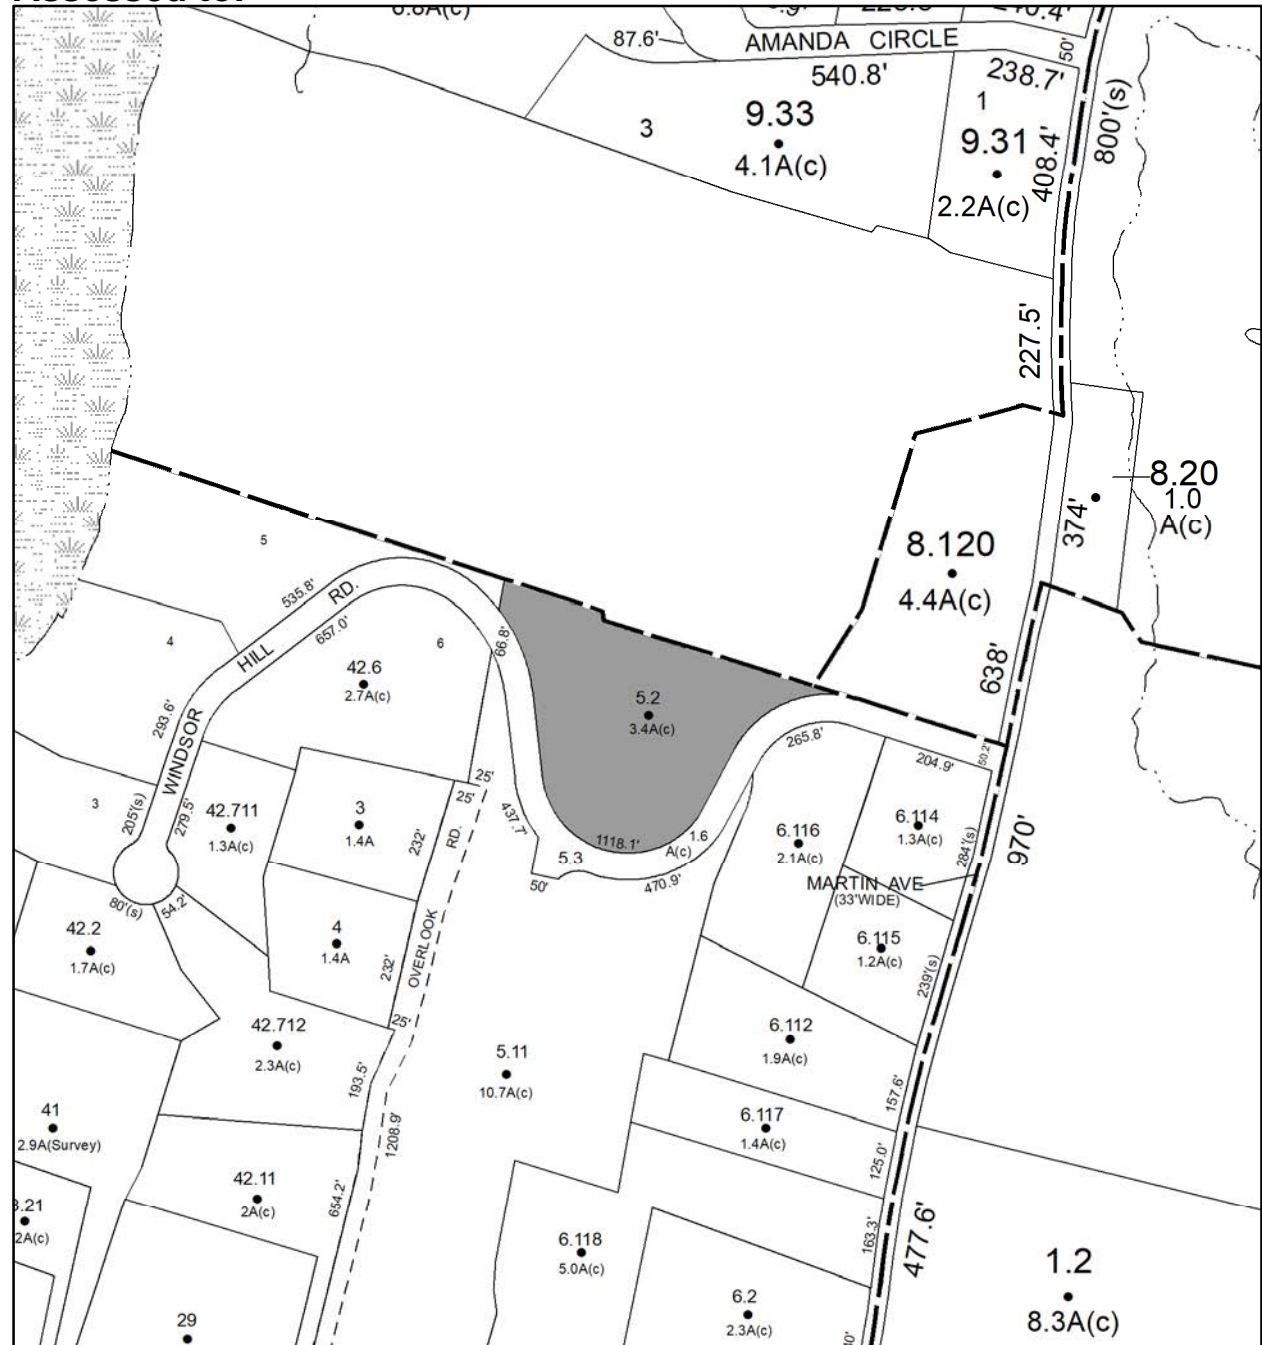 6.8A(c)
87.6'
AMANDA CIRCLE
50'
540.8'
238.7'
1
800'(s)
9.33
3
9.31
4.1A(c)
408.4'
2.2A(c)
227.5'
8.20
1.0
A(c)
374'
5
8.120
4.4A(c)
535.8'
RD.
657.0'
HILL
4
6
66.8'
42.6
2.7A(c)
638'
5.2
3.4A(c)
293.6'
WINDSOR
265.8'
204.9'
50.2'
25'
25'
3
205'(s)
279.5'
42.711
1.3A(c)
3
1.4A
232'
RD.
437.7'
1118.1'
1.6
A(c)
5.3
50'
470.9'
6.116
2.1A(c)
6.114
1.3A(c)
284'(s)
970'
MARTIN AVE
(33'WIDE)
80'(s)
54.2'
42.2
1.7A(c)
4
1.4A
232'
OVERLOOK
6.115
1.2A(c)
239'(s)
25'
42.712
2.3A(c)
6.112
1.9A(c)
193.5'
5.11
10.7A(c)
157.6'
41
2.9A(Survey)
1208.9'
6.117
1.4A(c)
125.0'
42.11
2A(c)
654.2'
3.21
2A(c)
163.3'
477.6'
6.118
5.0A(c)
1.2
8.3A(c)
6.2
2.3A(c)
29